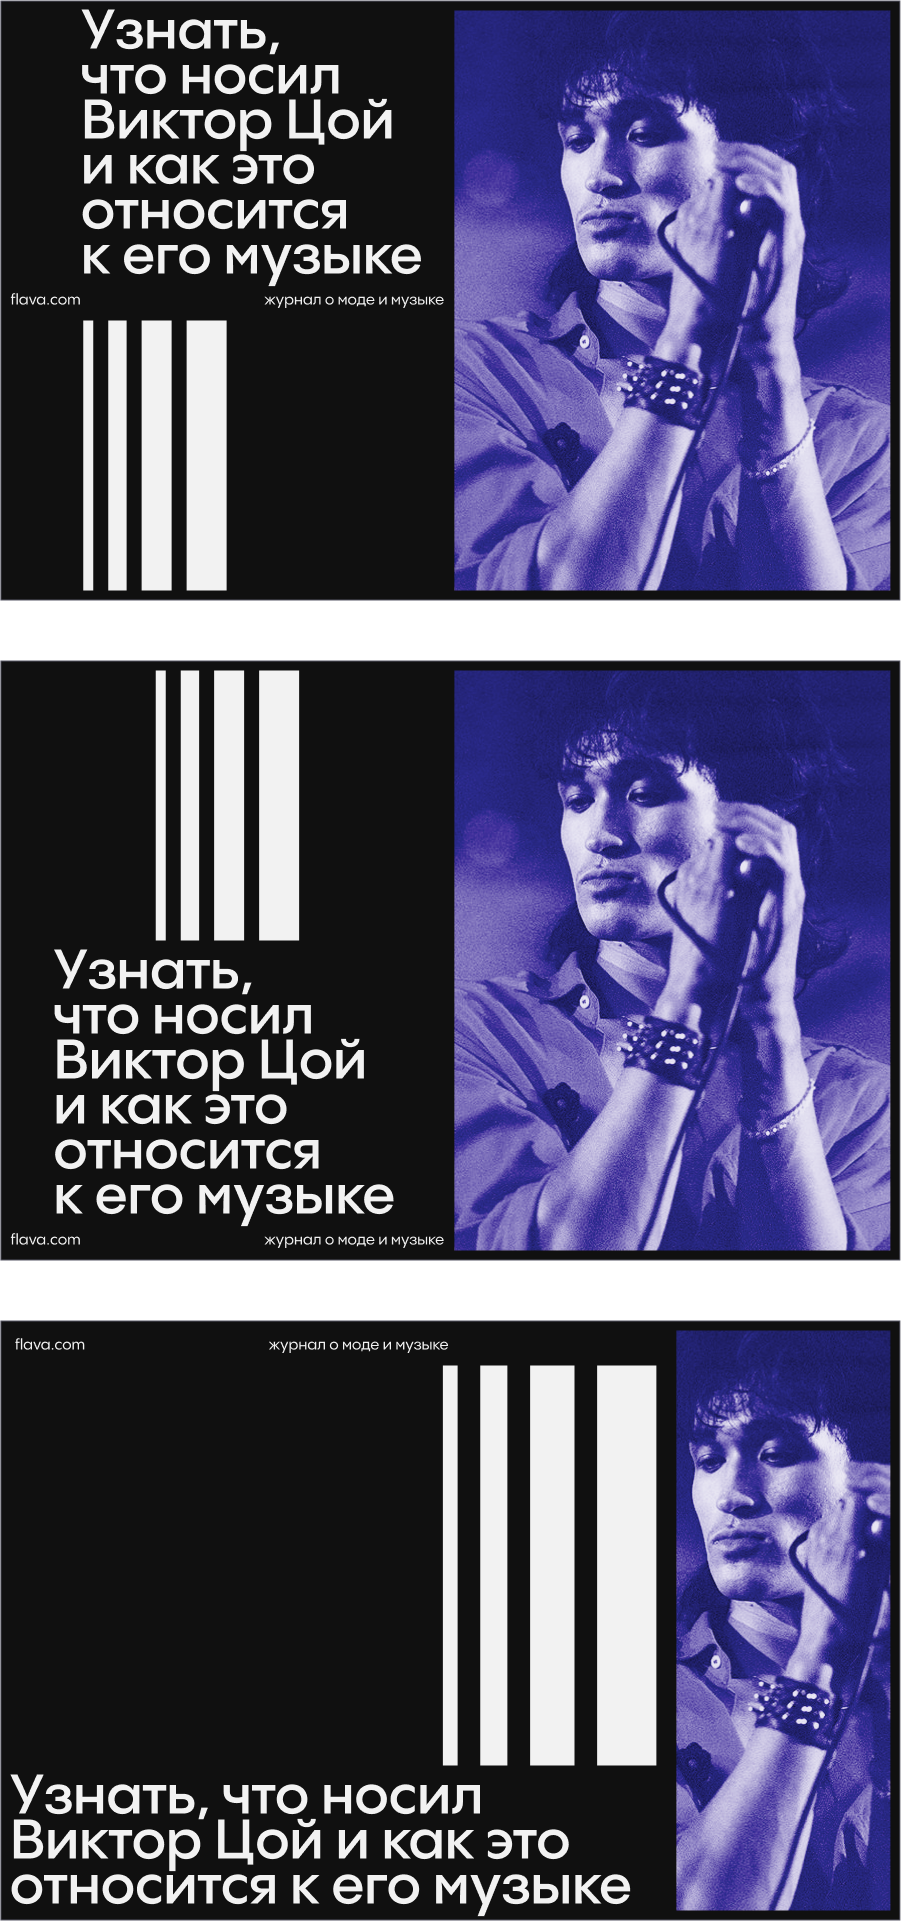 Узнать,
что носил
Виктор Цой
и как это
относится
к его музыке
flava.com
журнал о моде и музыке
Узнать,
что носил
Виктор Цой
и как это
относится
к его музыке
flava.com
журнал о моде и музыке
flava.com
журнал о моде и музыке
Узнать, что носил
Виктор Цой и как это
относится к его музыке